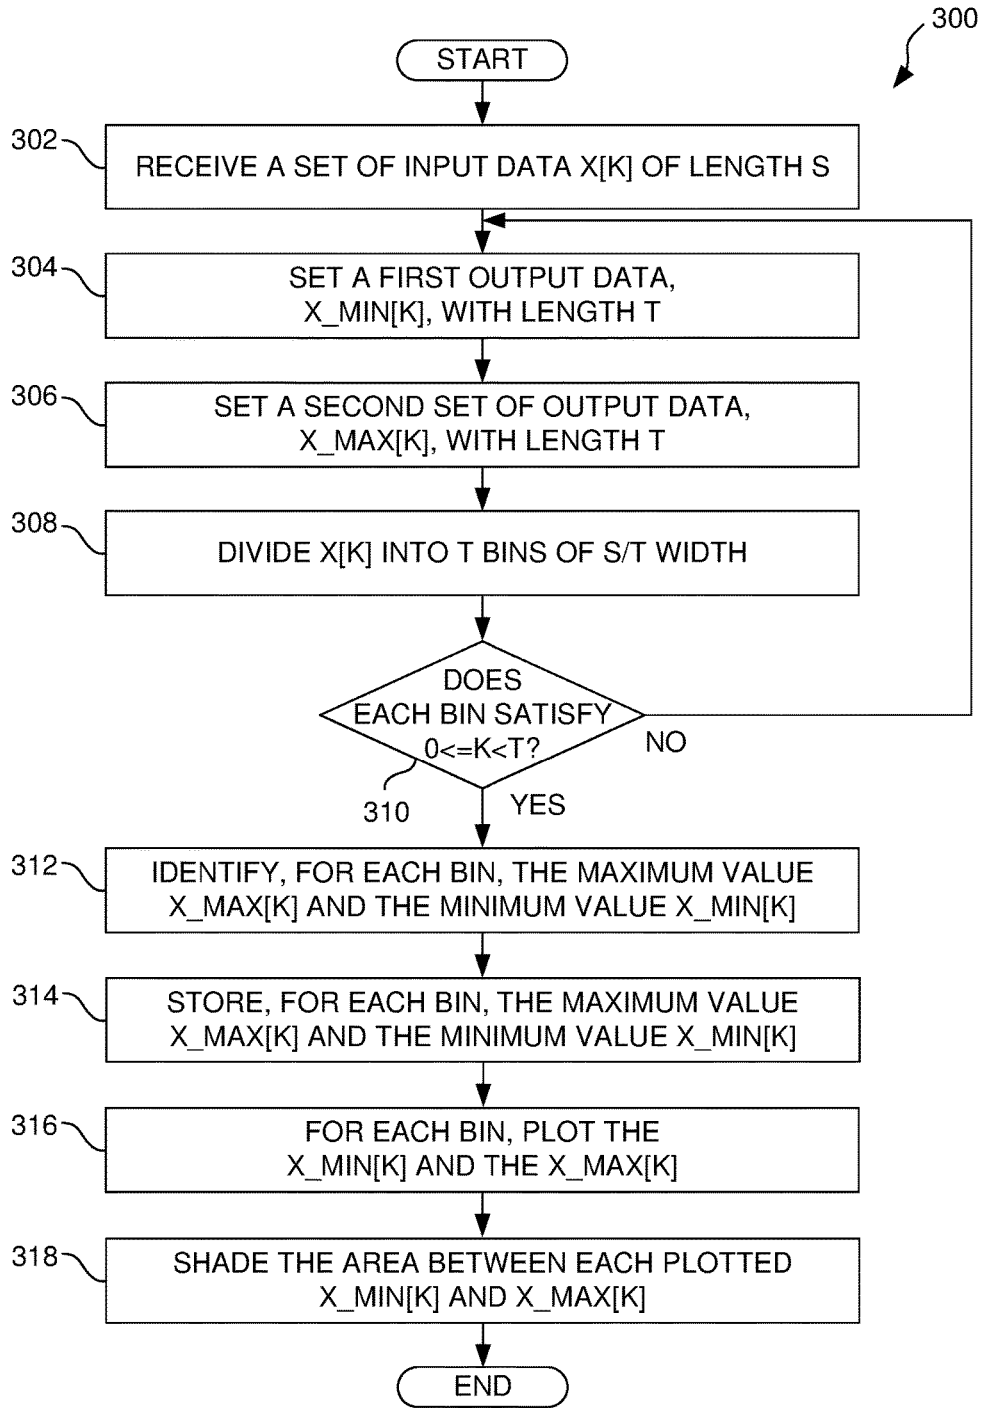 300
START
302
RECEIVE A SET OF INPUT DATA X[K] OF LENGTH S
304
SET A FIRST OUTPUT DATA,
X_MIN[K], WITH LENGTH T
306
SET A SECOND SET OF OUTPUT DATA,
X_MAX[K], WITH LENGTH T
308
DIVIDE X[K] INTO T BINS OF S/T WIDTH
DOES
EACH BIN SATISFY
0<=K<T?
NO
310
YES
312
IDENTIFY, FOR EACH BIN, THE MAXIMUM VALUE
X_MAX[K] AND THE MINIMUM VALUE X_MIN[K]
314
STORE, FOR EACH BIN, THE MAXIMUM VALUE
X_MAX[K] AND THE MINIMUM VALUE X_MIN[K]
316
FOR EACH BIN, PLOT THE
X_MIN[K] AND THE X_MAX[K]
318
SHADE THE AREA BETWEEN EACH PLOTTED
X_MIN[K] AND X_MAX[K]
END